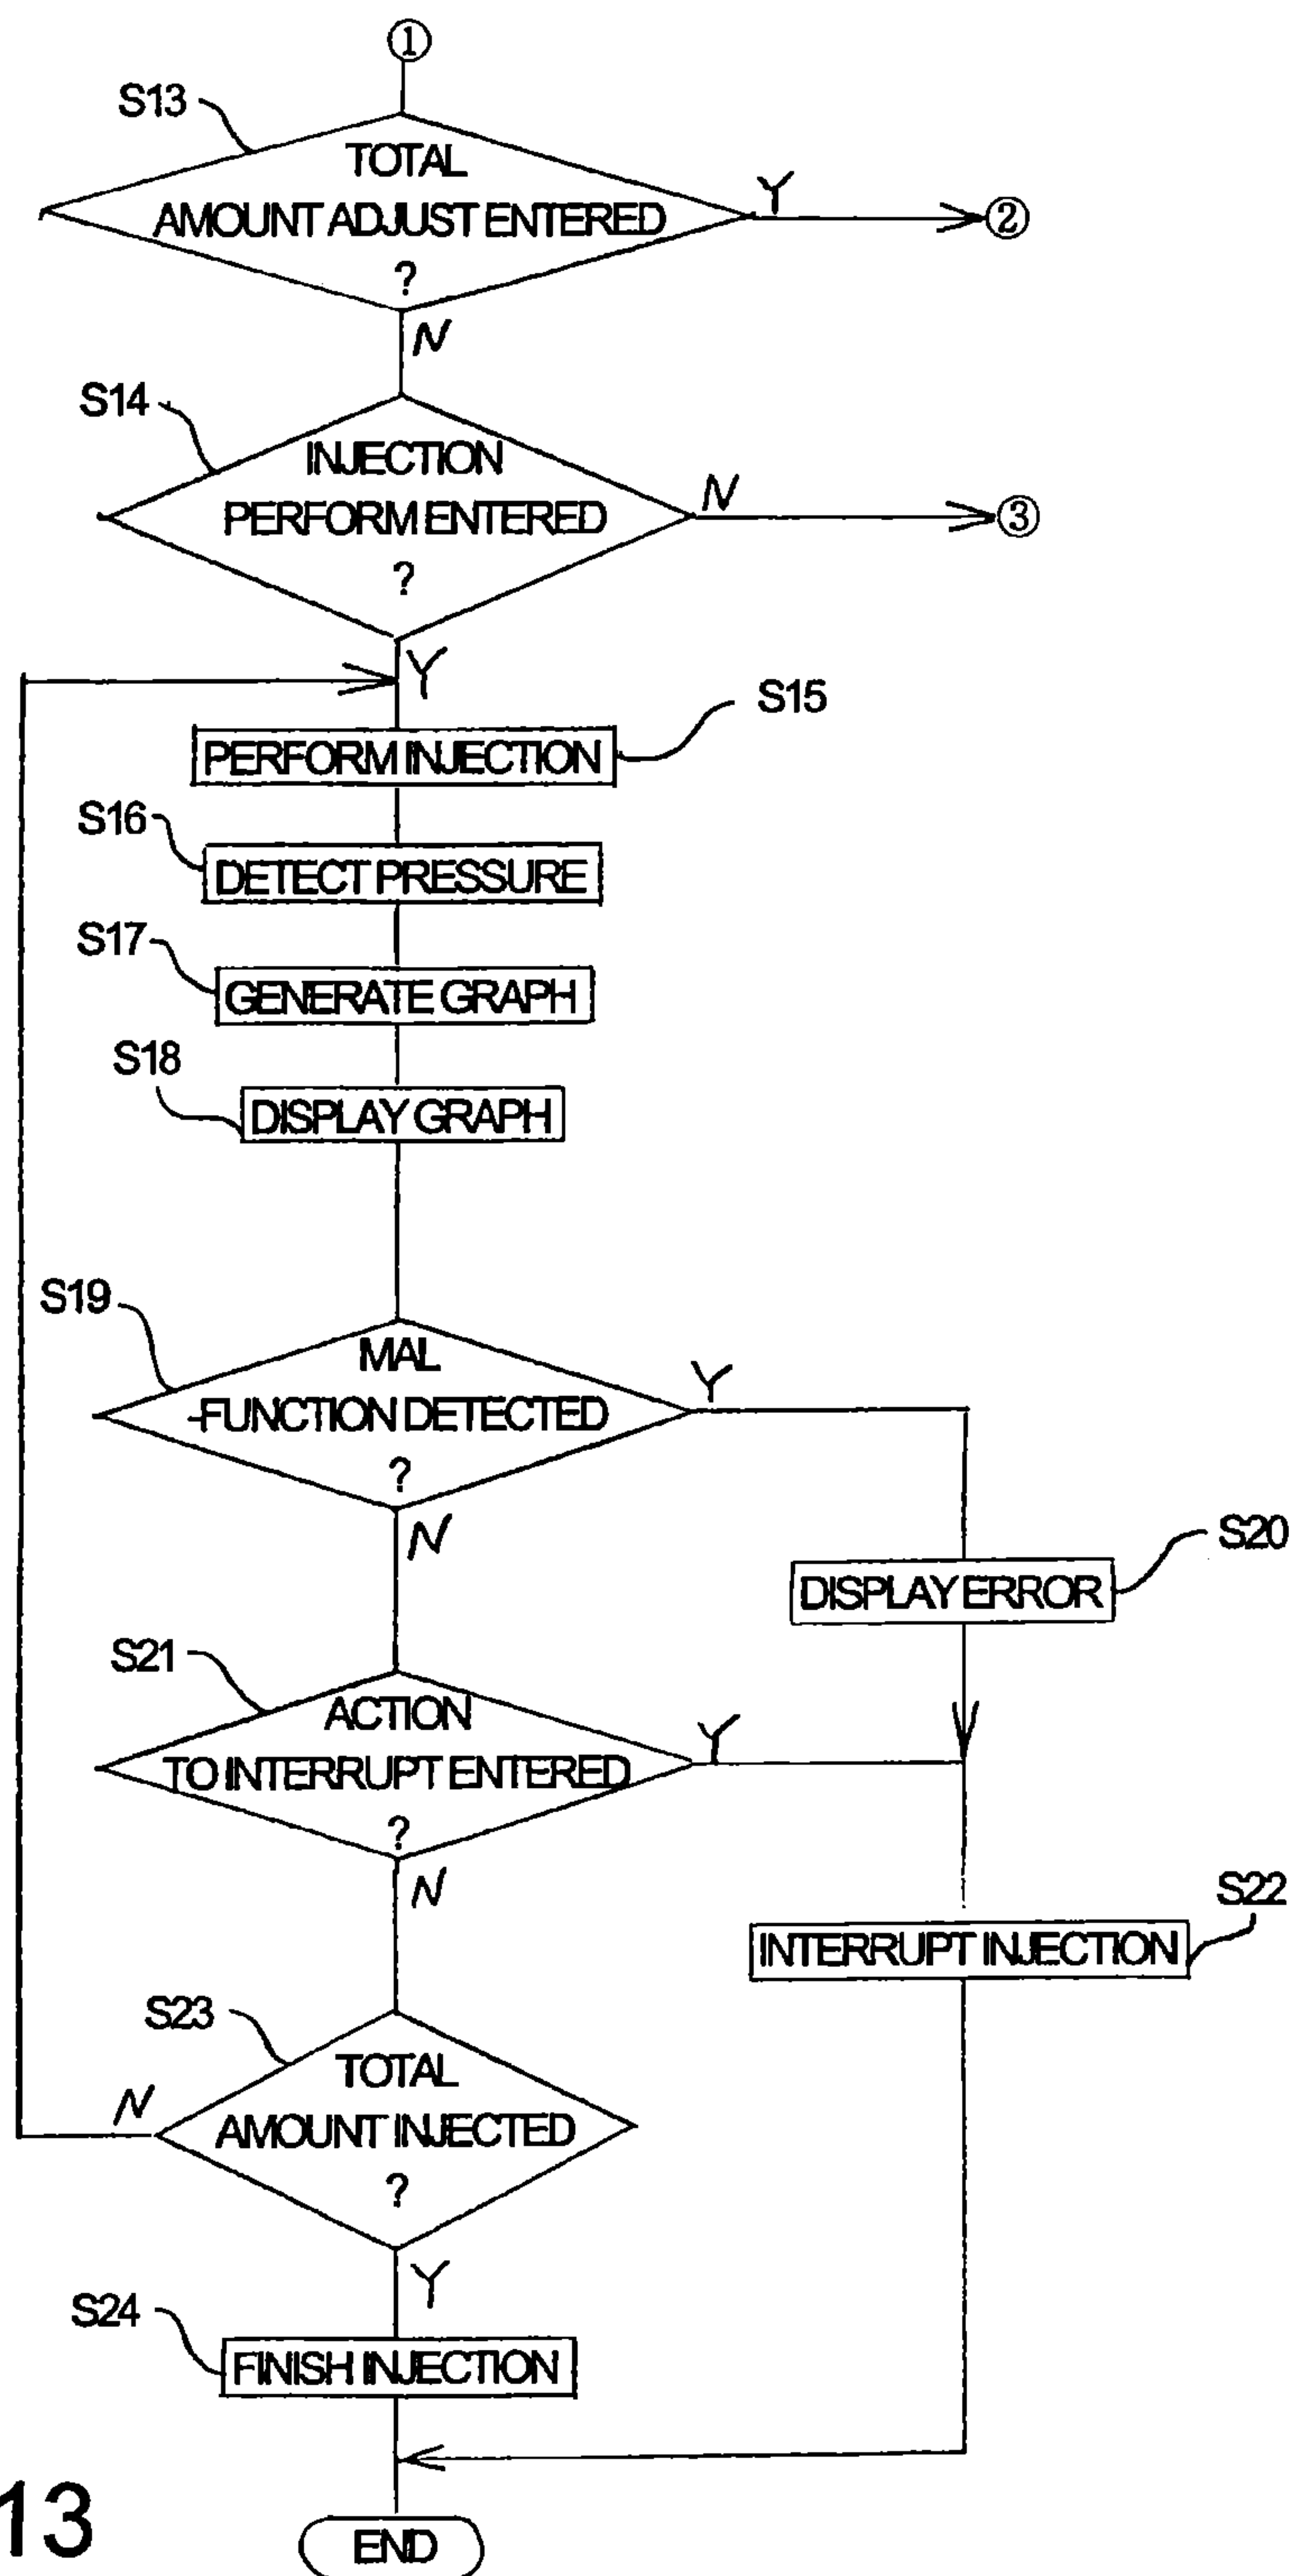 ①
S13
TOTAL
AMOUNT ADJUST ENTERED
?
Y
②
N
S14
INJECTION
PERFORM ENTERED
?
N
③
Y
S15
PERFORM INJECTION
S16
DETECT PRESSURE
S17
GENERATE GRAPH
S18
DISPLAY GRAPH
S19
MAL
-FUNCTION DETECTED
?
Y
N
S20
DISPLAY ERROR
S21
ACTION
TO INTERRUPT ENTERED
?
Y
N
S22
INTERRUPT INJECTION
S23
TOTAL
AMOUNT INJECTED
?
N
Y
S24
FINISH INJECTION
13
END